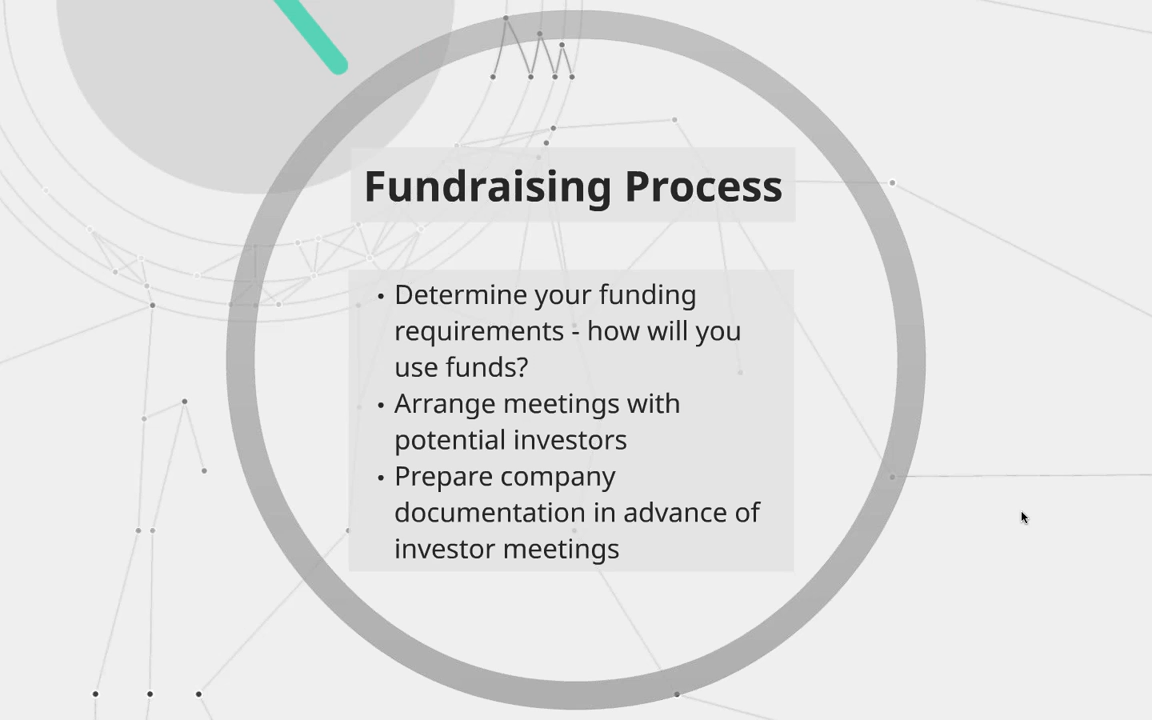 Fundraising Process
• Determine your funding
requirements - how will you
use funds?
• Arrange meetings with
potential investors
• Prepare company
documentation in advance of
investor meetings